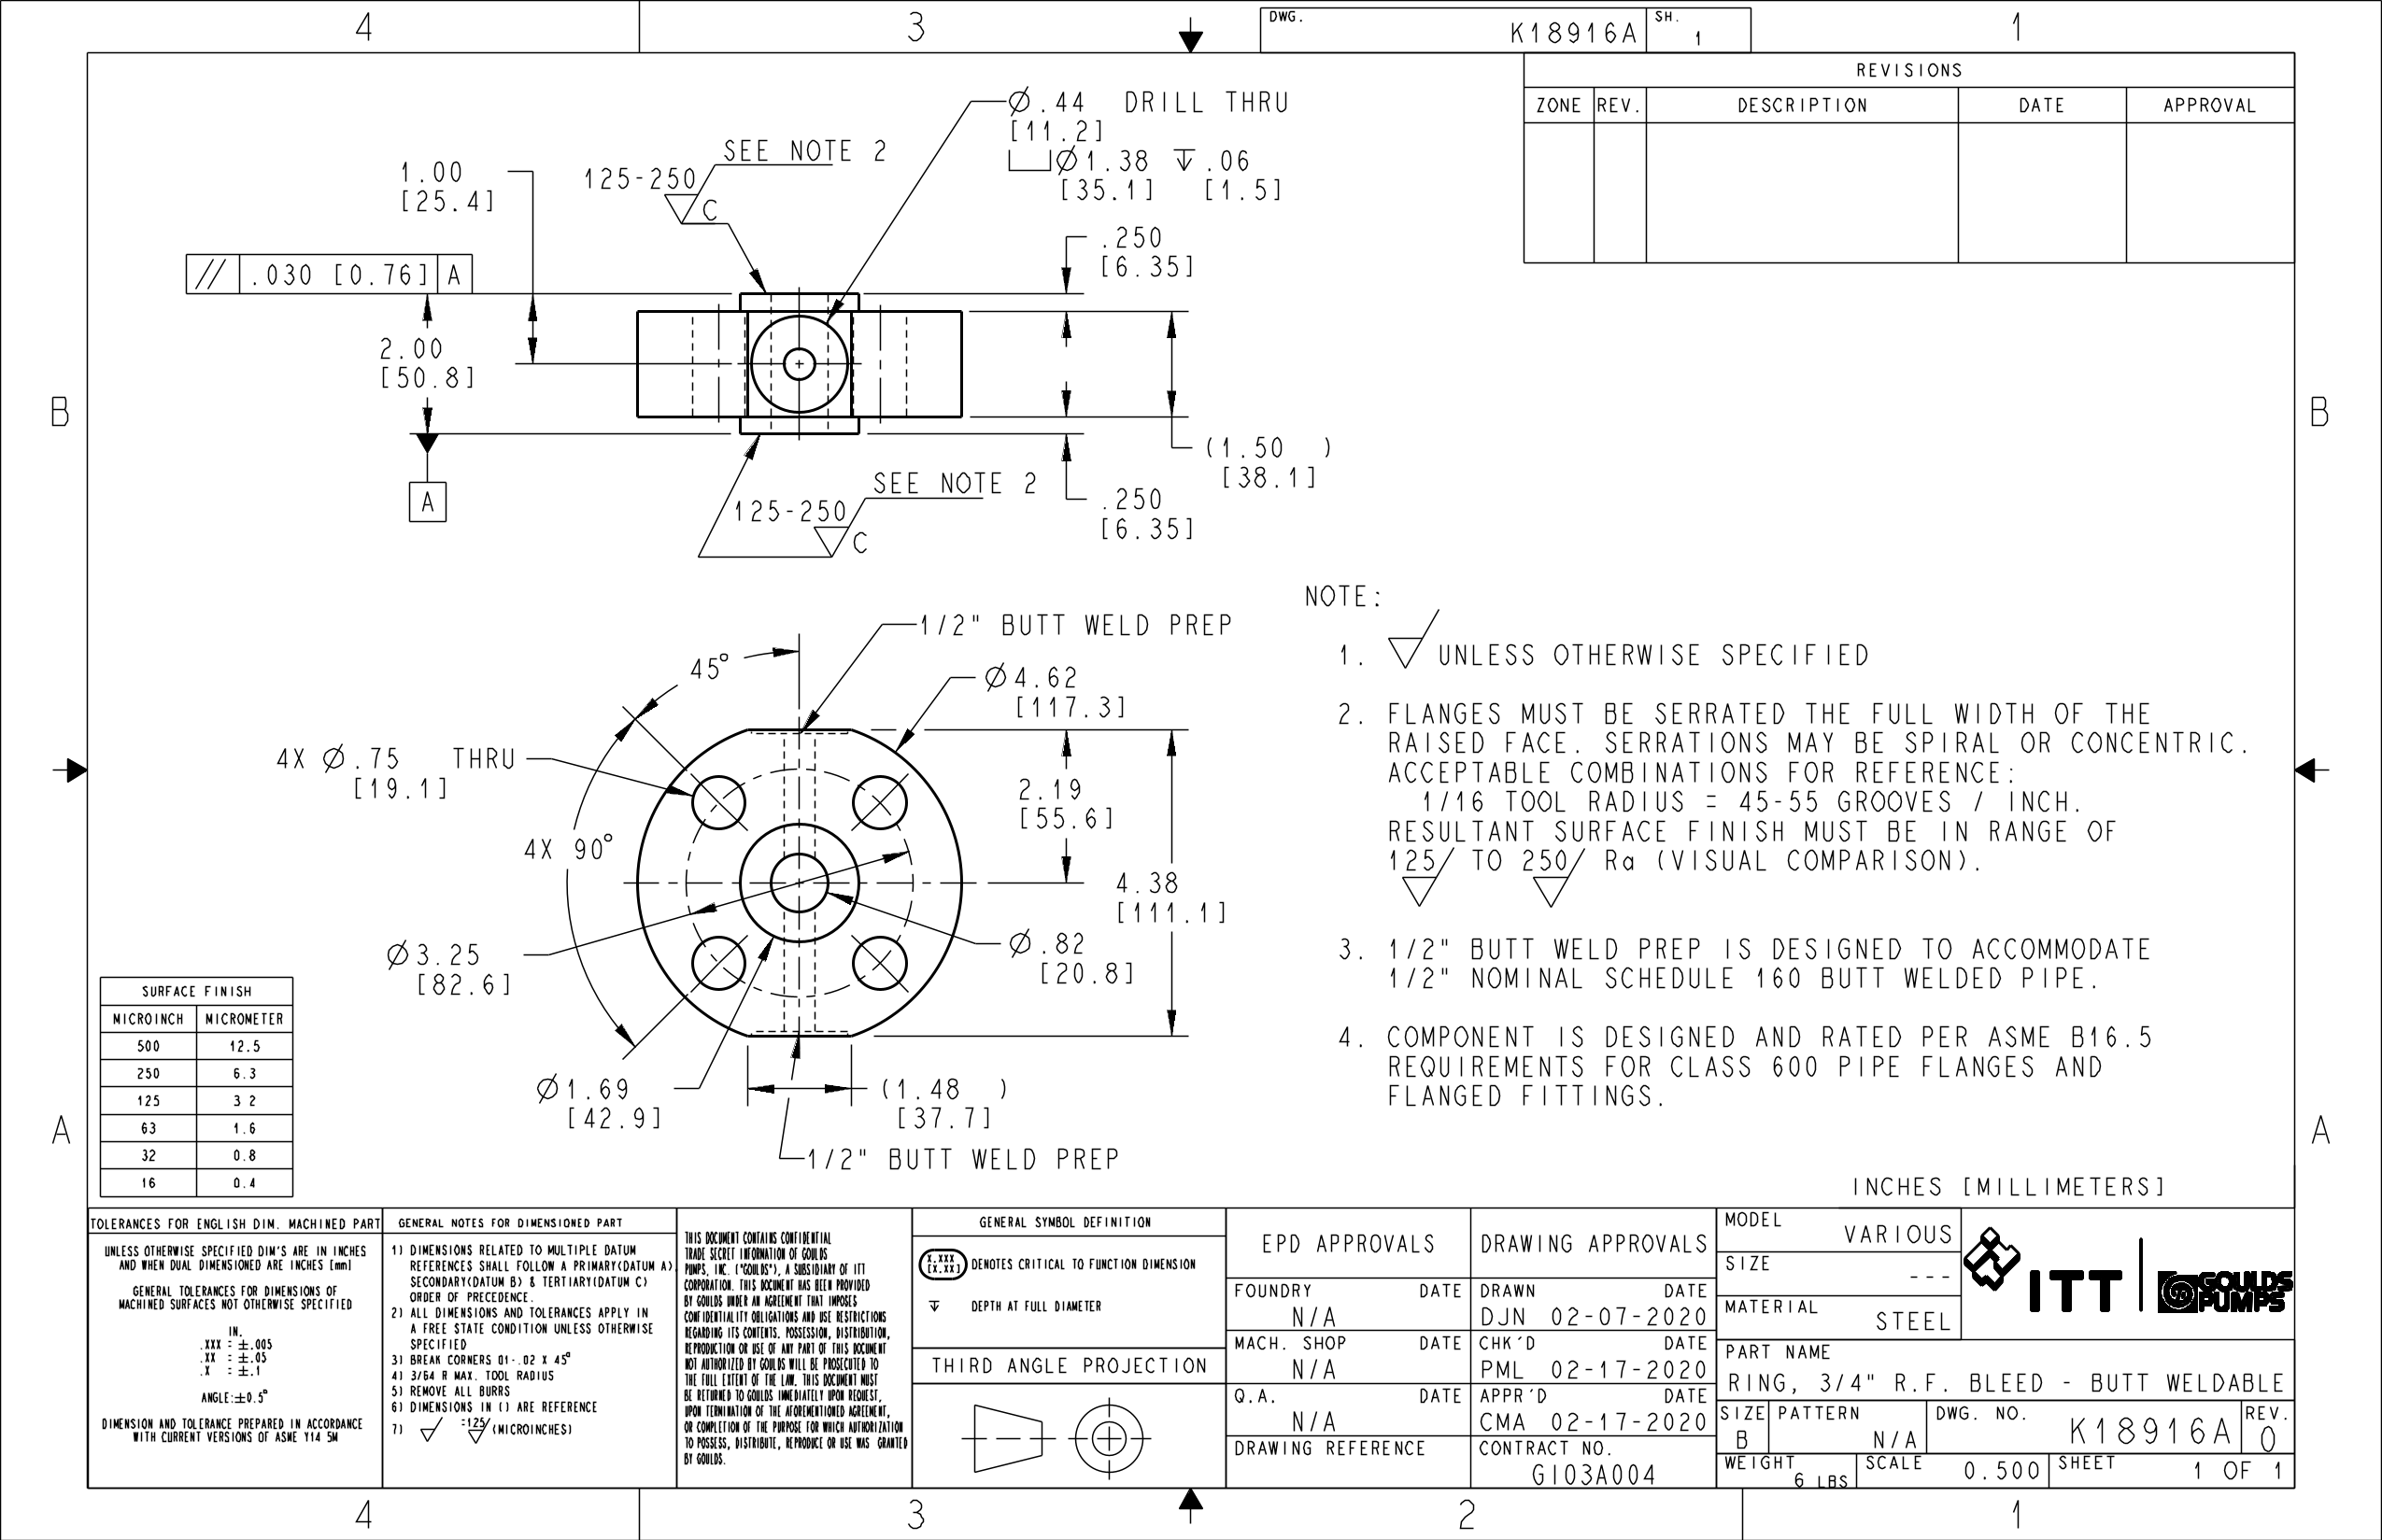 4
3
DWG.
K18916A
SH.
1
1
REVISIONS
ZONE REV. DESCRIPTION DATE APPROVAL
Ø.44 DRILL THRU
[11.2]
⌴Ø1.38 ↧.06
[35.1] [1.5]
SEE NOTE 2
125-250
C
1.00
[25.4]
.250
[6.35]
// .030 [0.76] A
2.00
[50.8]
A
(1.50 )
[38.1]
SEE NOTE 2
125-250
C
.250
[6.35]
B
B
1/2" BUTT WELD PREP
45°
Ø4.62
[117.3]
4X Ø.75 THRU
[19.1]
2.19
[55.6]
4X 90°
4.38
[111.1]
Ø3.25
[82.6]
Ø.82
[20.8]
Ø1.69
[42.9]
(1.48 )
[37.7]
1/2" BUTT WELD PREP
NOTE:
1. UNLESS OTHERWISE SPECIFIED
2. FLANGES MUST BE SERRATED THE FULL WIDTH OF THE
RAISED FACE. SERRATIONS MAY BE SPIRAL OR CONCENTRIC.
ACCEPTABLE COMBINATIONS FOR REFERENCE:
1/16 TOOL RADIUS = 45-55 GROOVES / INCH.
RESULTANT SURFACE FINISH MUST BE IN RANGE OF
125 TO 250 Ra (VISUAL COMPARISON).
3. 1/2" BUTT WELD PREP IS DESIGNED TO ACCOMMODATE
1/2" NOMINAL SCHEDULE 160 BUTT WELDED PIPE.
4. COMPONENT IS DESIGNED AND RATED PER ASME B16.5
REQUIREMENTS FOR CLASS 600 PIPE FLANGES AND
FLANGED FITTINGS.
A
A
SURFACE FINISH
MICROINCH MICROMETER
500 12.5
250 6.3
125 3 2
63 1.6
32 0.8
16 0.4
INCHES [MILLIMETERS]
TOLERANCES FOR ENGLISH DIM. MACHINED PART
UNLESS OTHERWISE SPECIFIED DIM'S ARE IN INCHES
AND WHEN DUAL DIMENSIONED ARE INCHES [mm]
GENERAL TOLERANCES FOR DIMENSIONS OF
MACHINED SURFACES NOT OTHERWISE SPECIFIED
IN.
.XXX = ±.005
.XX : ±.05
.X = ±.1
ANGLE:±0.5°
DIMENSION AND TOLERANCE PREPARED IN ACCORDANCE
WITH CURRENT VERSIONS OF ASME Y14 5M
GENERAL NOTES FOR DIMENSIONED PART
1) DIMENSIONS RELATED TO MULTIPLE DATUM
REFERENCES SHALL FOLLOW A PRIMARY(DATUM A),
SECONDARY(DATUM B) & TERTIARY(DATUM C)
ORDER OF PRECEDENCE.
2) ALL DIMENSIONS AND TOLERANCES APPLY IN
A FREE STATE CONDITION UNLESS OTHERWISE
SPECIFIED
3) BREAK CORNERS 01-.02 X 45°
4) 3/64 R MAX. TOOL RADIUS
5) REMOVE ALL BURRS
6) DIMENSIONS IN () ARE REFERENCE
7) =125 (MICROINCHES)
THIS DOCUMENT CONTAINS CONFIDENTIAL
TRADE SECRET INFORMATION OF GOULDS
PUMPS, INC. ("GOULDS"), A SUBSIDIARY OF ITT
CORPORATION. THIS DOCUMENT HAS BEEN PROVIDED
BY GOULDS UNDER AN AGREEMENT THAT IMPOSES
CONFIDENTIALITY OBLIGATIONS AND USE RESTRICTIONS
REGARDING ITS CONTENTS. POSSESSION, DISTRIBUTION,
REPRODUCTION OR USE OF ANY PART OF THIS DOCUMENT
NOT AUTHORIZED BY GOULDS WILL BE PROSECUTED TO
THE FULL EXTENT OF THE LAW. THIS DOCUMENT MUST
BE RETURNED TO GOULDS IMMEDIATELY UPON REQUEST,
UPON TERMINATION OF THE AFOREMENTIONED AGREEMENT,
OR COMPLETION OF THE PURPOSE FOR WHICH AUTHORIZATION
TO POSSESS, DISTRIBUTE, REPRODUCE OR USE WAS GRANTED
BY GOULDS.
GENERAL SYMBOL DEFINITION
X.XXX
[X.XX]
DENOTES CRITICAL TO FUNCTION DIMENSION
↧ DEPTH AT FULL DIAMETER
THIRD ANGLE PROJECTION
EPD APPROVALS
FOUNDRY DATE
N/A
MACH. SHOP DATE
N/A
Q.A. DATE
N/A
DRAWING REFERENCE
DRAWING APPROVALS
DRAWN DATE
DJN 02-07-2020
CHK'D DATE
PML 02-17-2020
APPR'D DATE
CMA 02-17-2020
CONTRACT NO.
GI03A004
MODEL
VARIOUS
SIZE
---
MATERIAL
STEEL
ITT
GOULDS
PUMPS
PART NAME
RING, 3/4" R.F. BLEED - BUTT WELDABLE
SIZE
B
PATTERN
N/A
DWG. NO.
K18916A
REV.
0
WEIGHT
6 LBS
SCALE
0.500
SHEET
1 OF 1
4
3
2
1